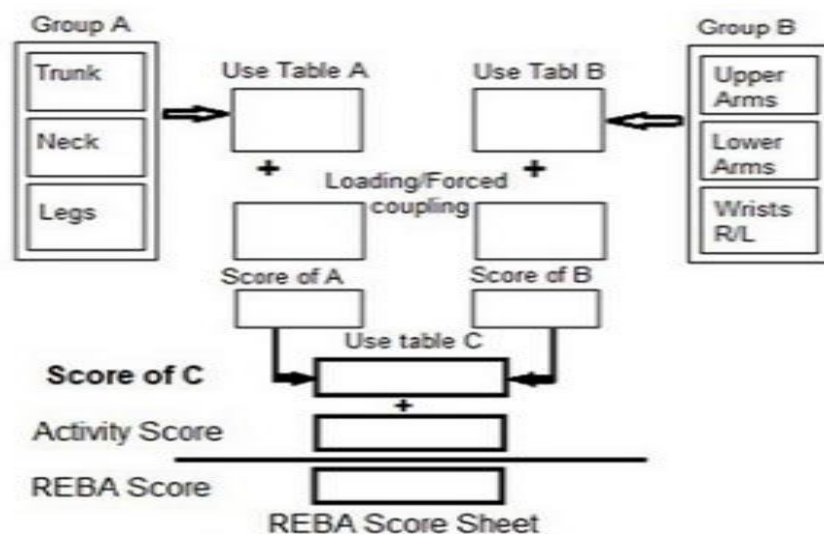 Group A
Trunk
Neck
Legs
Use Table A
+
Use Tabl B
+
Loading/Forced
coupling
Group B
Upper
Arms
Lower
Arms
Wrists
R/L
Score of A
Score of B
Use table C
Score of C
+
Activity Score
REBA Score
REBA Score Sheet